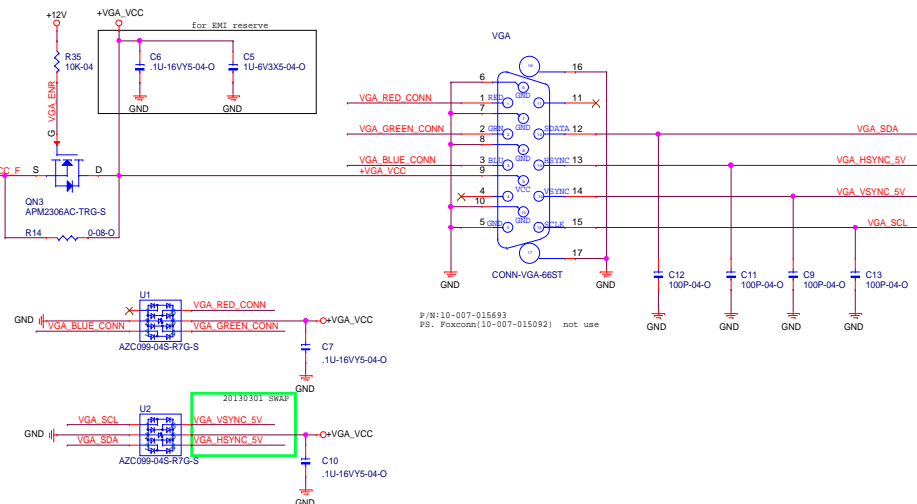 +12V
+VGA_VCC
for EMI reserve
R35
10K-04
C6
.1U-16VY5-04-O
C5
1U-6V3X5-04-O
GND
GND
VGA_ENR
G
S
D
QN3
APM2306AC-TRG-S
R14
0-08-O
VGA
16
6
GND
VGA_RED_CONN
1
RED
11
7
GND
VGA_GREEN_CONN
2
GRN
SDATA
12
VGA_SDA
8
GND
VGA_BLUE_CONN
3
BLU
HSYNC
13
VGA_HSYNC_5V
+VGA_VCC
9
VCC
4
VSYNC
14
VGA_VSYNC_5V
10
GND
5
GND
SCLK
15
VGA_SCL
17
GND
CONN-VGA-66ST
GND
C12
100P-04-O
C11
100P-04-O
C9
100P-04-O
C13
100P-04-O
GND
GND
GND
GND
P/N:10-007-015693
PS. Foxconn(10-007-015092) not use
U1
VGA_RED_CONN
GND
+VGA_VCC
VGA_BLUE_CONN
VGA_GREEN_CONN
AZC099-04S-R7G-S
C7
.1U-16VY5-04-O
GND
20130301 SWAP
U2
VGA_SCL
VGA_VSYNC_5V
GND
+VGA_VCC
VGA_SDA
VGA_HSYNC_5V
AZC099-04S-R7G-S
C10
.1U-16VY5-04-O
GND